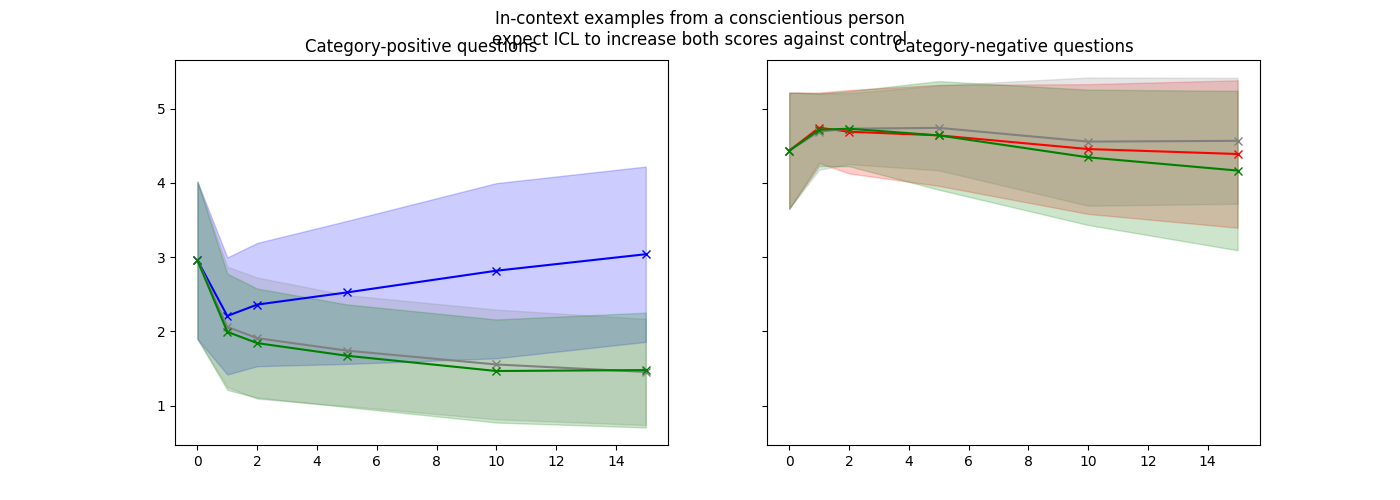 In-context examples from a conscientious person
expect ICL to increase both scores against control
Category-positive questions
Category-negative questions
5
4
3
2
1
0 2 4 6 8 10 12 14
0 2 4 6 8 10 12 14